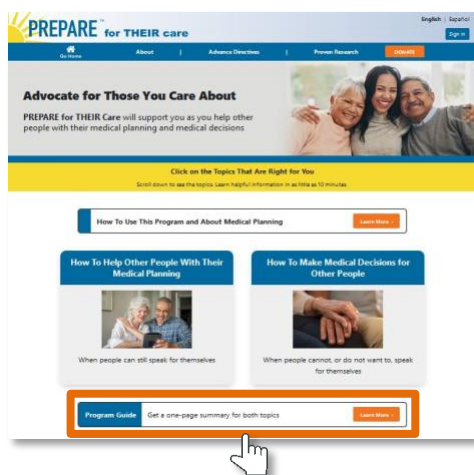 English | Español
PREPARE™ for THEIR care
Sign In
Go Home
About
Advance Directives
Proven Research
DONATE
Advocate for Those You Care About
PREPARE for THEIR Care will support you as you help other
people with their medical planning and medical decisions
Click on the Topics That Are Right for You
Scroll down to see the topics. Learn helpful information in as little as 10 minutes
How To Use This Program and About Medical Planning
Learn More ›
How To Help Other People With Their
Medical Planning
When people can still speak for themselves
How To Make Medical Decisions for
Other People
When people cannot, or do not want to, speak
for themselves
Program Guide
Get a one-page summary for both topics
Learn More ›